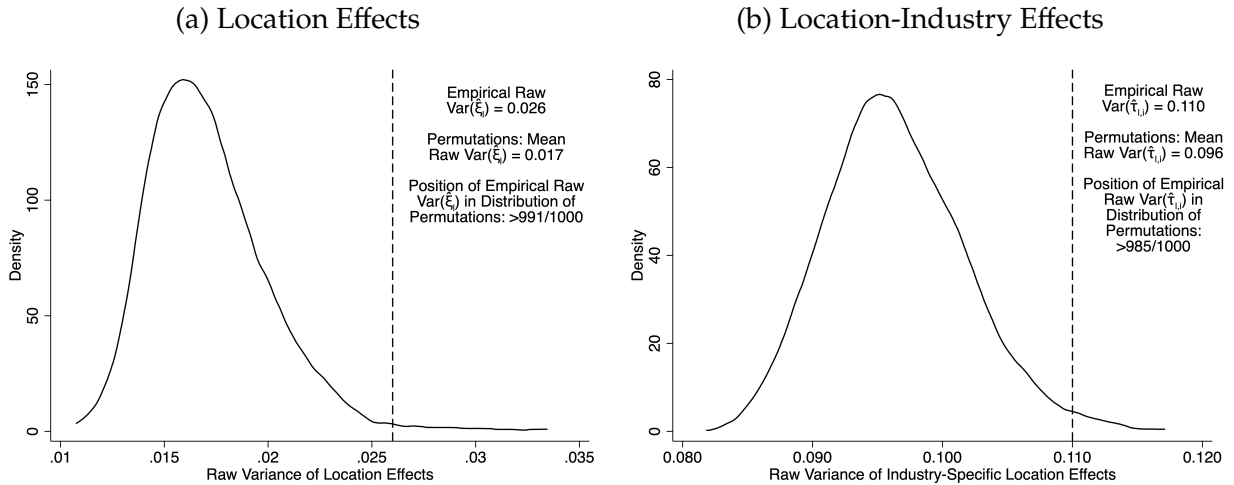 (a) Location Effects
150
100
50
0
Density
.01
.015
.02
.025
.03
.035
Raw Variance of Location Effects
Empirical Raw
Var(ξ̂ⱼ) = 0.026
Permutations: Mean
Raw Var(ξ̂ⱼ) = 0.017
Position of Empirical Raw
Var(ξ̂ⱼ) in Distribution of
Permutations: >991/1000
(b) Location-Industry Effects
80
60
40
20
0
Density
0.080
0.090
0.100
0.110
0.120
Raw Variance of Industry-Specific Location Effects
Empirical Raw
Var(τ̂l,i) = 0.110
Permutations: Mean
Raw Var(τ̂l,i) = 0.096
Position of Empirical
Raw Var(τ̂l,i) in
Distribution of
Permutations:
>985/1000